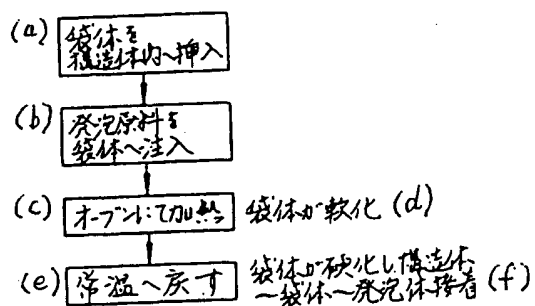 (a) 袋体を
構造体内へ挿入
(b) 発泡原料を
袋体へ注入
(c) オーブンにて加熱 袋体が軟化 (d)
(e) 常温へ戻す 袋体が硬化し構造体
〜袋体〜発泡体接着 (f)